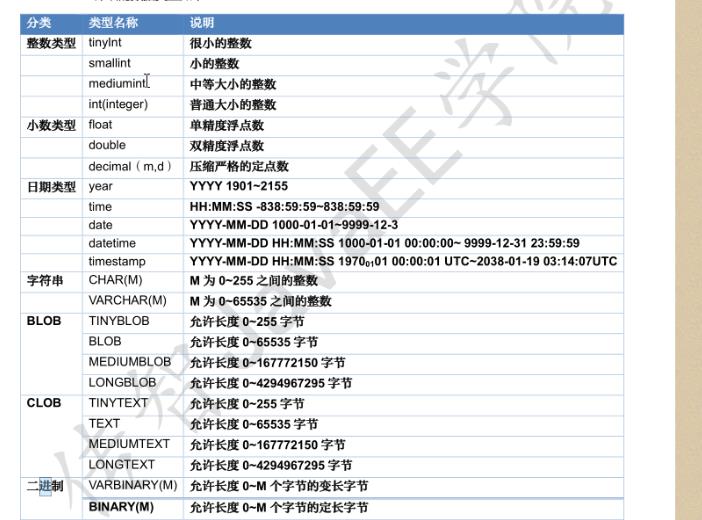 分类 类型名称 说明
整数类型 tinyInt 很小的整数
smallint 小的整数
mediumint 中等大小的整数
int(integer) 普通大小的整数
小数类型 float 单精度浮点数
double 双精度浮点数
decimal（m,d） 压缩严格的定点数
日期类型 year YYYY 1901~2155
time HH:MM:SS -838:59:59~838:59:59
date YYYY-MM-DD 1000-01-01~9999-12-3
datetime YYYY-MM-DD HH:MM:SS 1000-01-01 00:00:00~ 9999-12-31 23:59:59
timestamp YYYY-MM-DD HH:MM:SS 1970₀₁01 00:00:01 UTC~2038-01-19 03:14:07UTC
字符串 CHAR(M) M 为 0~255 之间的整数
VARCHAR(M) M 为 0~65535 之间的整数
BLOB TINYBLOB 允许长度 0~255 字节
BLOB 允许长度 0~65535 字节
MEDIUMBLOB 允许长度 0~167772150 字节
LONGBLOB 允许长度 0~4294967295 字节
CLOB TINYTEXT 允许长度 0~255 字节
TEXT 允许长度 0~65535 字节
MEDIUMTEXT 允许长度 0~167772150 字节
LONGTEXT 允许长度 0~4294967295 字节
二进制 VARBINARY(M) 允许长度 0~M 个字节的变长字节
BINARY(M) 允许长度 0~M 个字节的定长字节
传智JavaEE学院